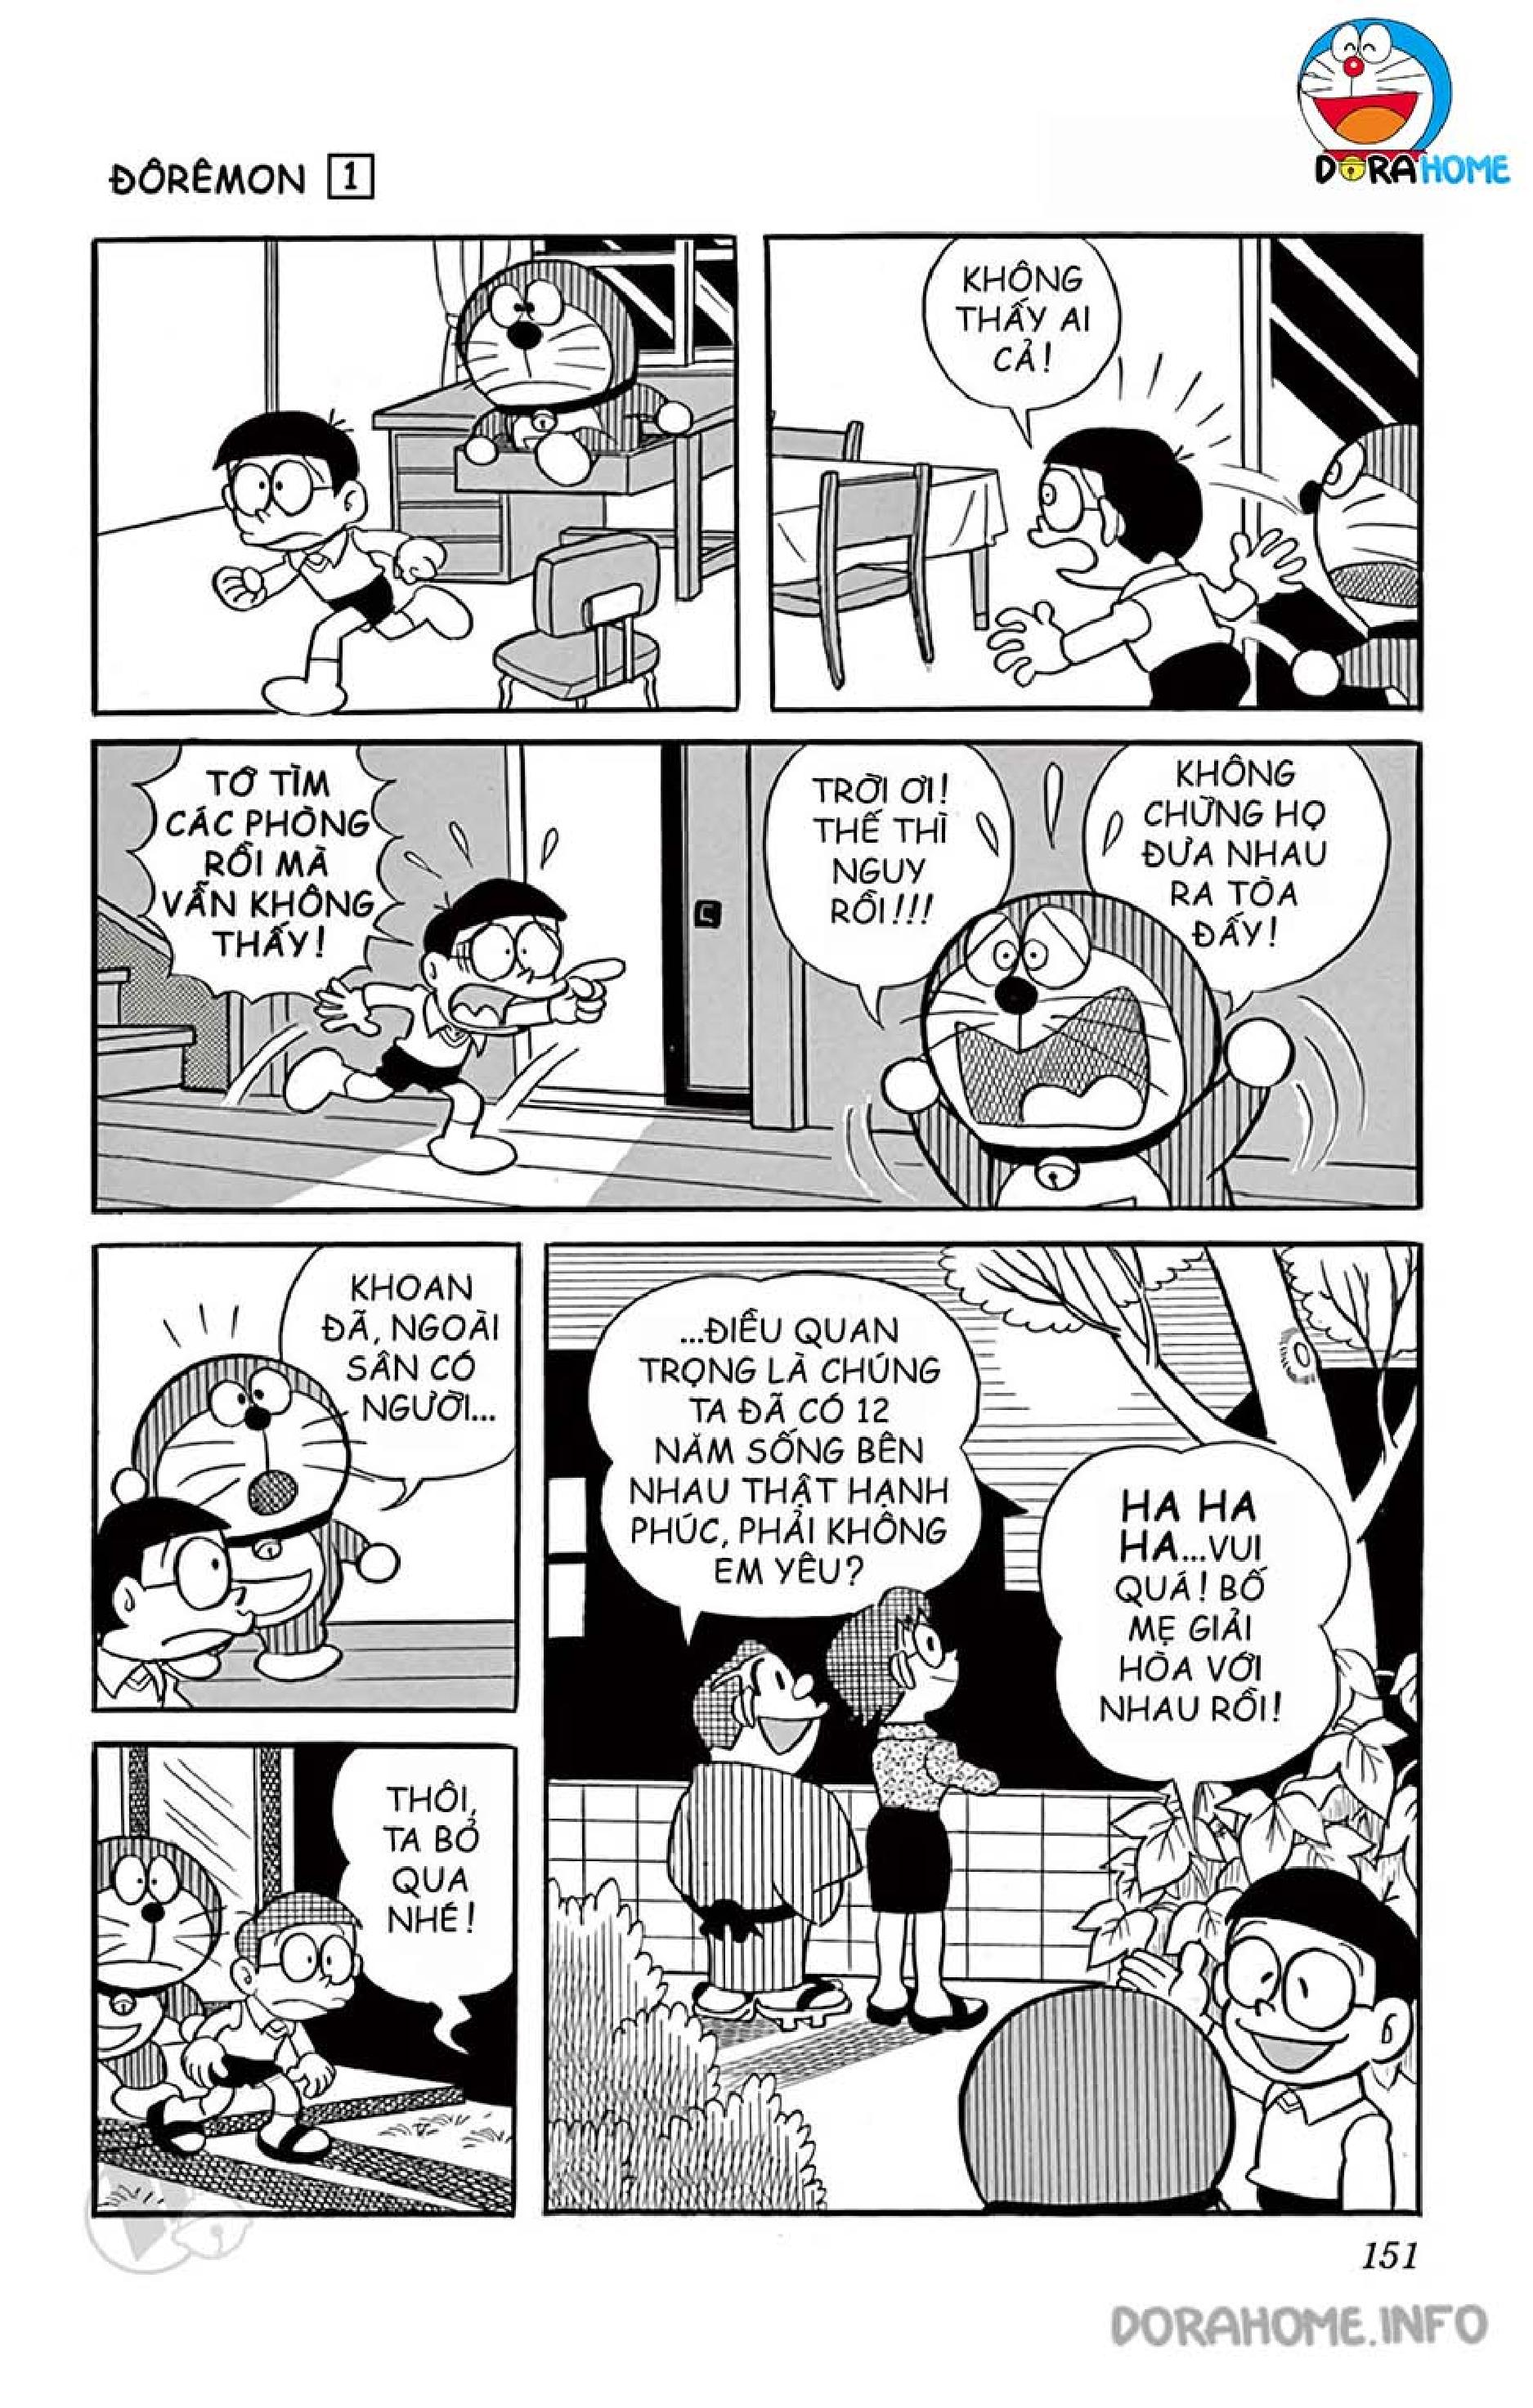 DORAHOME
ĐÔRÊMON 1
KHÔNG
THẤY AI
CẢ!
TỚ TÌM
CÁC PHÒNG
RỒI MÀ
VẪN KHÔNG
THẤY!
TRỜI ƠI!
THẾ THÌ
NGUY
RỒI!!!
KHÔNG
CHỪNG HỌ
ĐƯA NHAU
RA TÒA
ĐẤY!
KHOAN
ĐÃ, NGOÀI
SÂN CÓ
NGƯỜI...
THÔI,
TA BỎ
QUA
NHÉ!
...ĐIỀU QUAN
TRỌNG LÀ CHÚNG
TA ĐÃ CÓ 12
NĂM SỐNG BÊN
NHAU THẬT HẠNH
PHÚC, PHẢI KHÔNG
EM YÊU?
HA HA
HA...VUI
QUÁ! BỐ
MẸ GIẢI
HÒA VỚI
NHAU RỒI!
151
DORAHOME.INFO